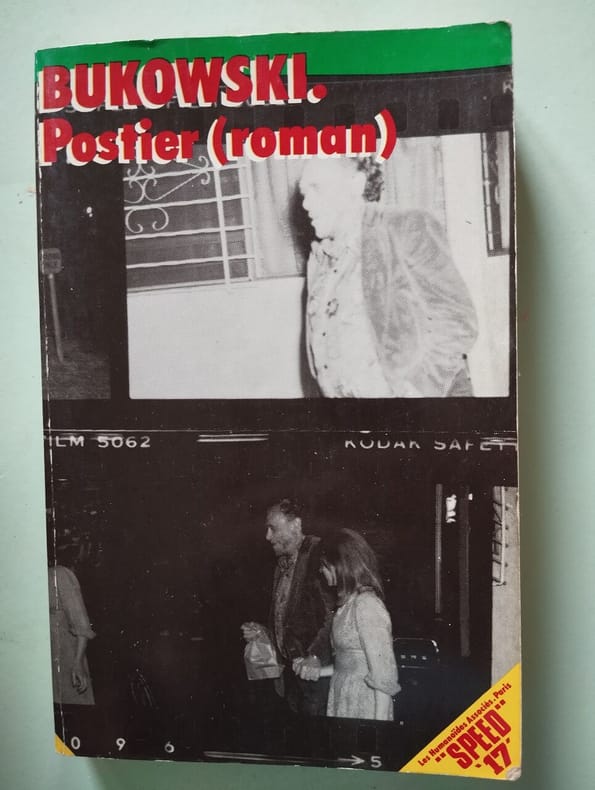 BUKOWSKI.
Postier (roman)
ILM 5062
KODAK SAFETY
0 9 6
5
Les Humanoïdes Associés. Paris
"SPEED
17"